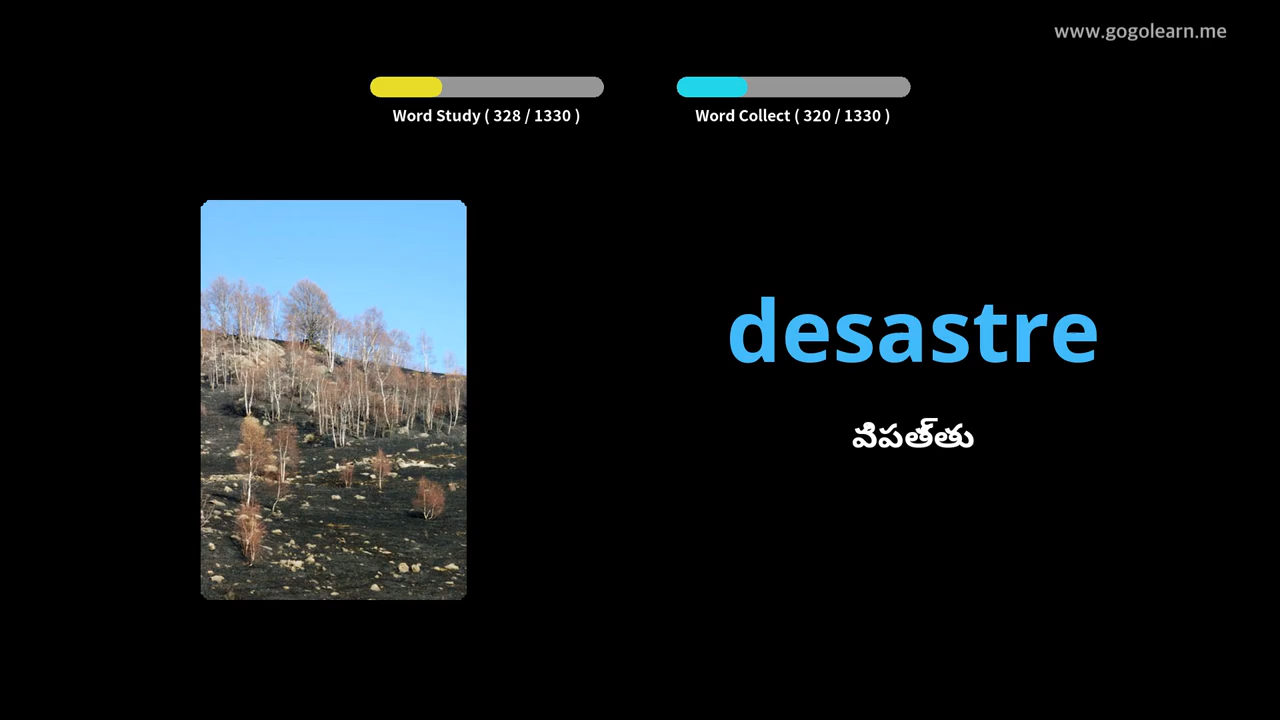 www.gogolearn.me
Word Study ( 328 / 1330 )
Word Collect ( 320 / 1330 )
desastre
విపత్తు